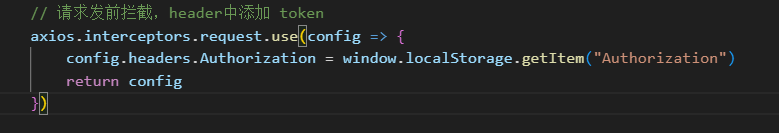 // 请求发前拦截，header中添加 token
axios.interceptors.request.use(config => {
config.headers.Authorization = window.localStorage.getItem("Authorization")
return config
})